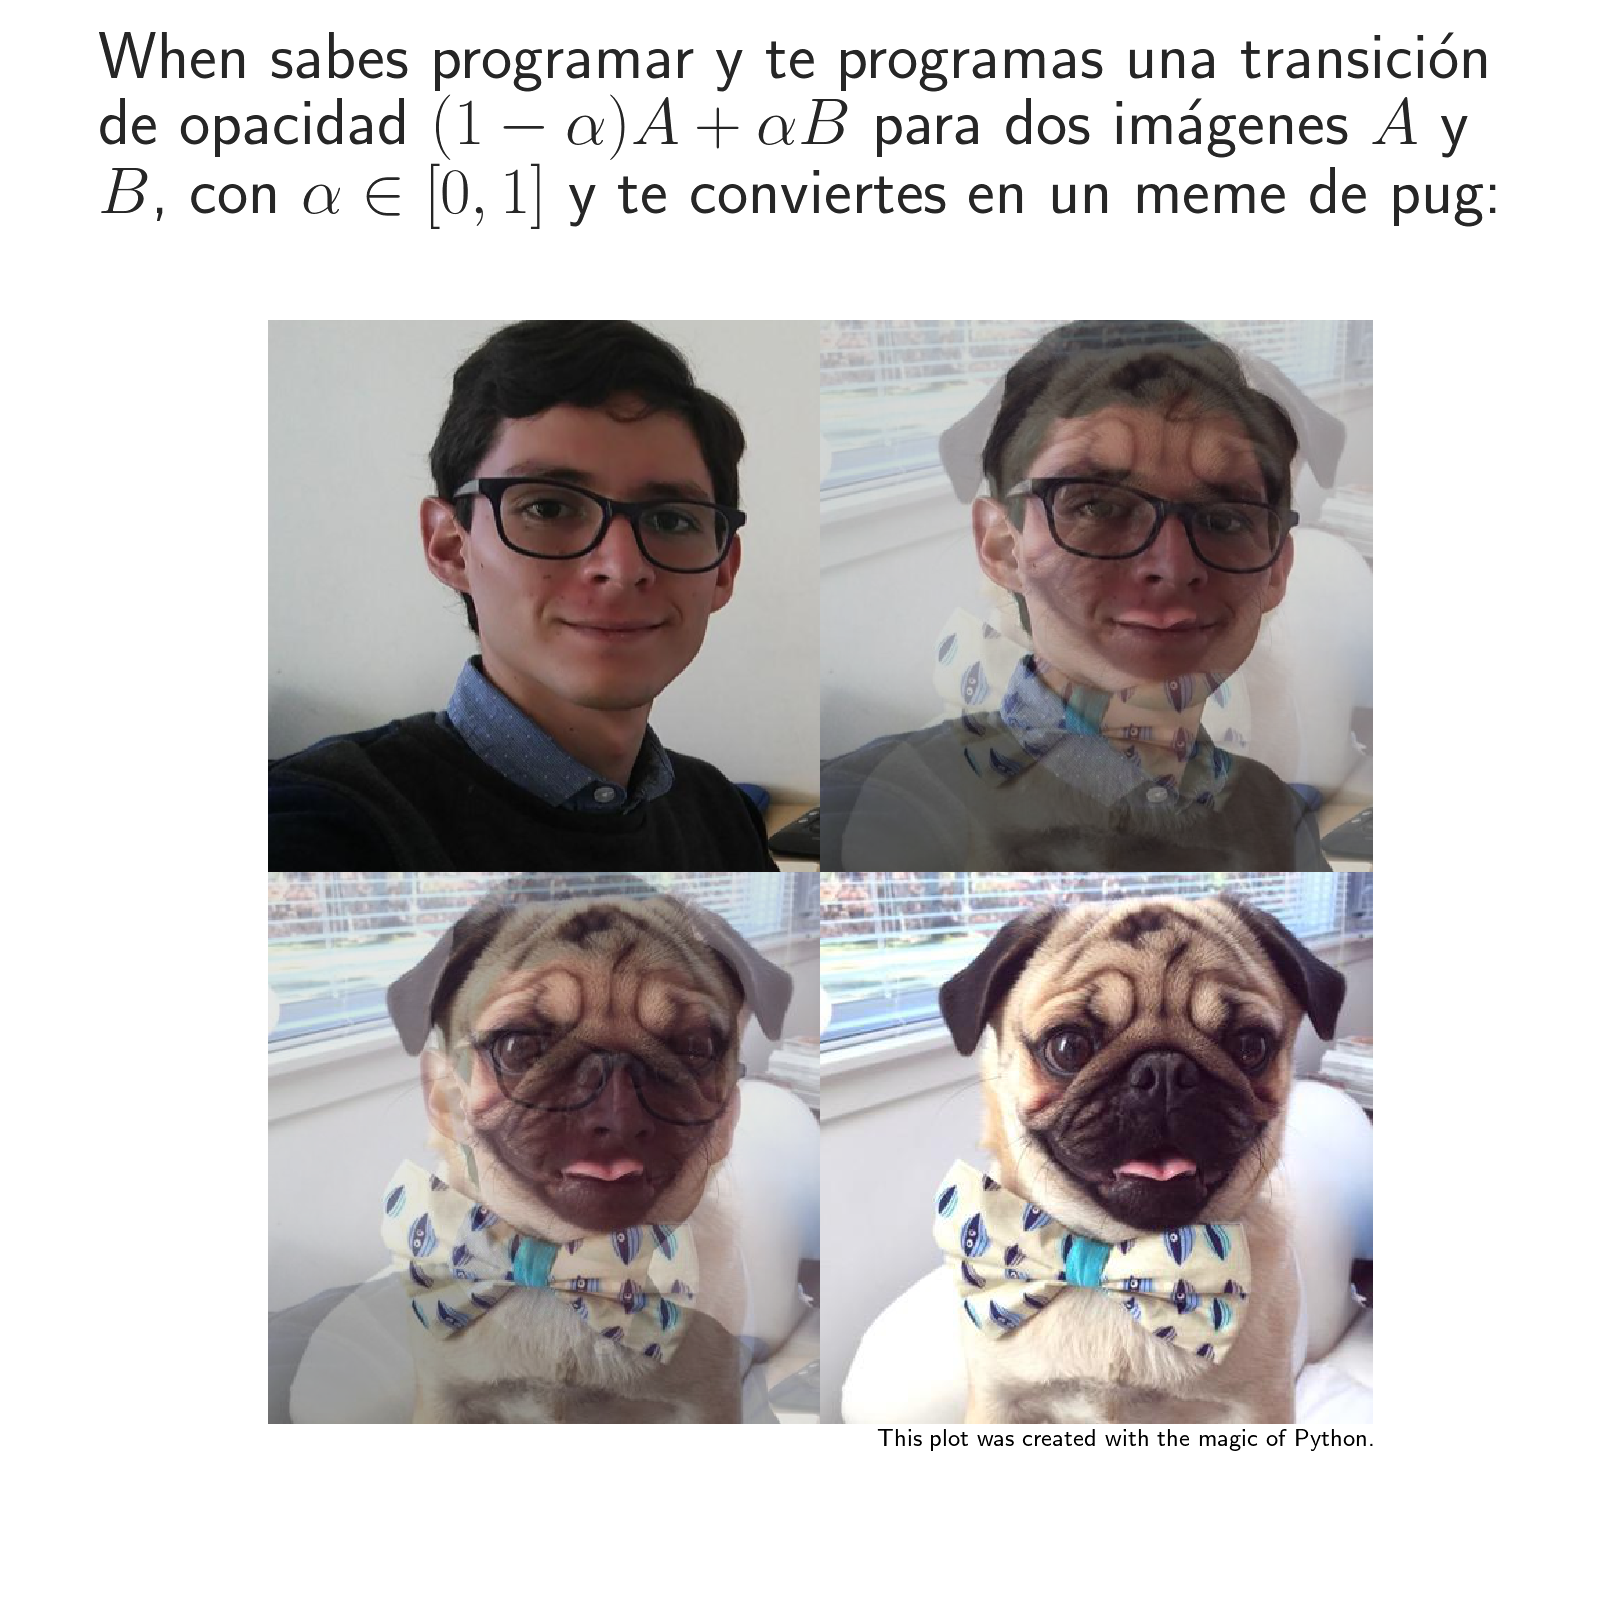 When sabes programar y te programas una transición
de opacidad (1 − α)A + αB para dos imágenes A y
B, con α ∈ [0, 1] y te conviertes en un meme de pug:
This plot was created with the magic of Python.